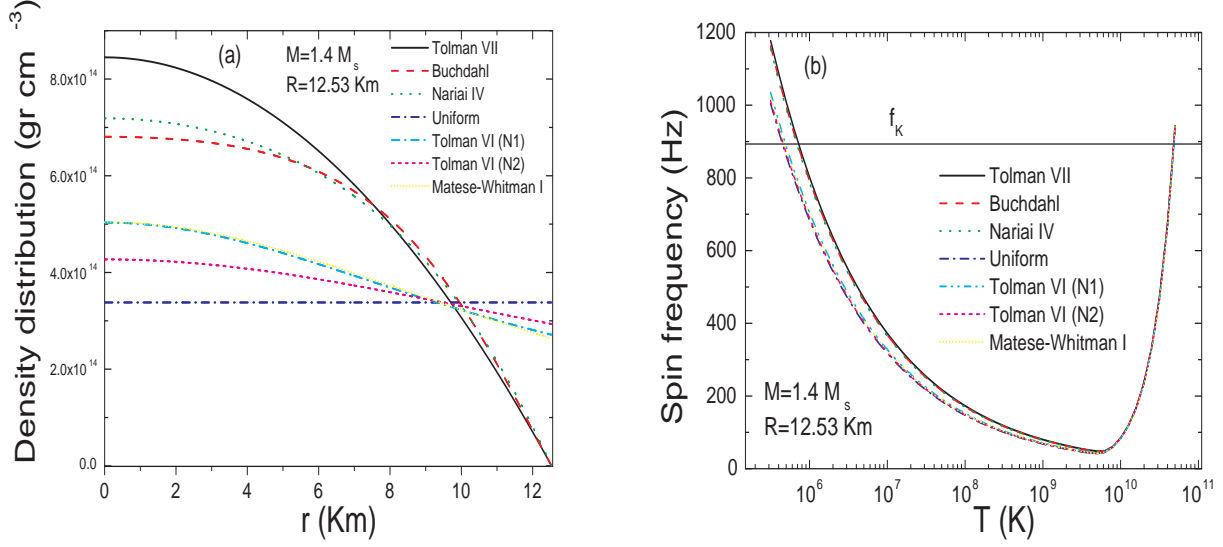 Density distribution (gr cm -3)
8.0x10 14
6.0x10 14
4.0x10 14
2.0x10 14
0.0
0 2 4 6 8 10 12
r (Km)
(a)
M=1.4 M s
R=12.53 Km
Tolman VII
Buchdahl
Nariai IV
Uniform
Tolman VI (N1)
Tolman VI (N2)
Matese-Whitman I
Spin frequency (Hz)
1200
1000
800
600
400
200
0
10^6 10^7 10^8 10^9 10^10 10^11
T (K)
(b)
f_K
Tolman VII
Buchdahl
Nariai IV
Uniform
Tolman VI (N1)
Tolman VI (N2)
Matese-Whitman I
M=1.4 M s
R=12.53 Km